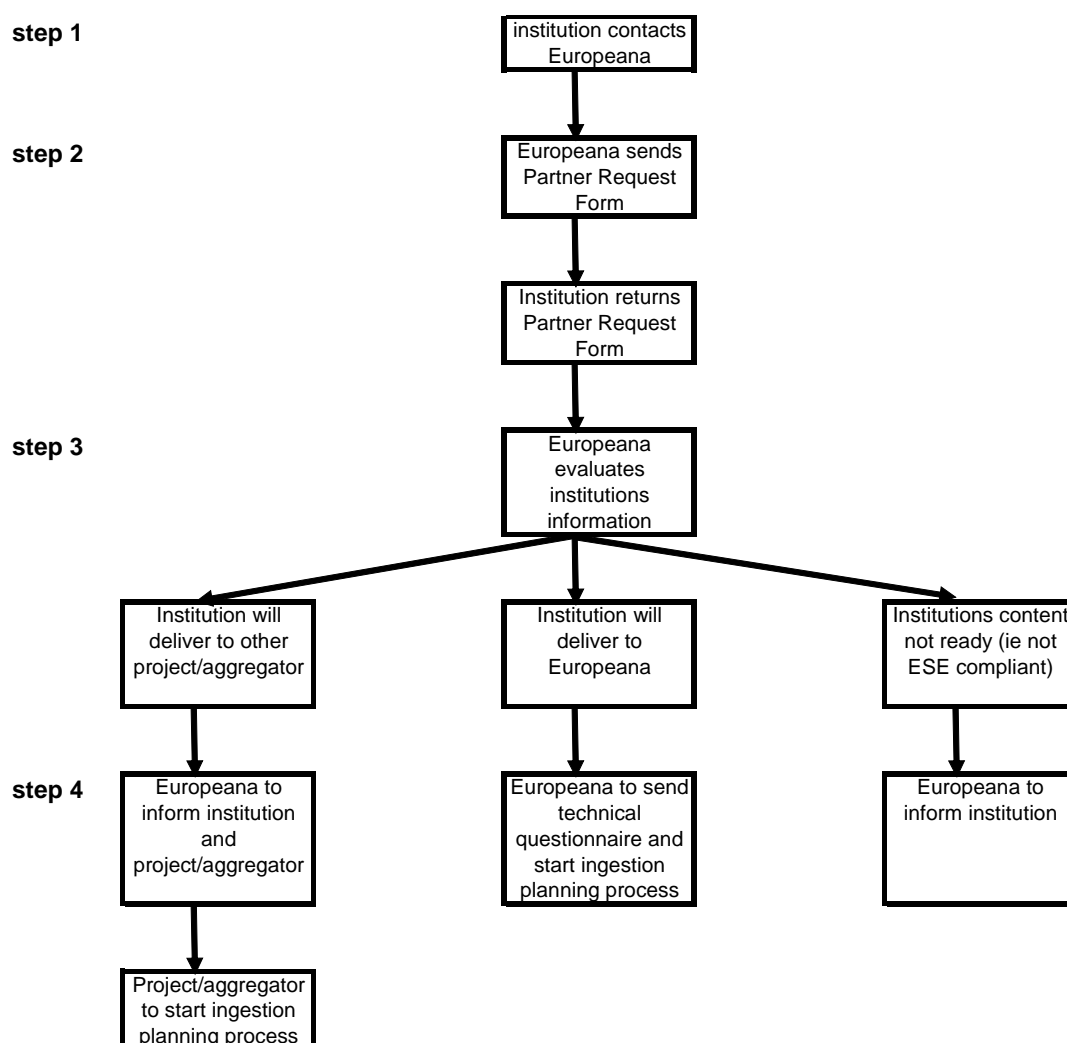 step 1
institution contacts
Europeana
step 2
Europeana sends
Partner Request
Form
Institution returns
Partner Request
Form
step 3
Europeana
evaluates
institutions
information
Institution will
deliver to other
project/aggregator
Institution will
deliver to
Europeana
Institutions content
not ready (ie not
ESE compliant)
step 4
Europeana to
inform institution
and
project/aggregator
Europeana to send
technical
questionnaire and
start ingestion
planning process
Europeana to
inform institution
Project/aggregator
to start ingestion
planning process